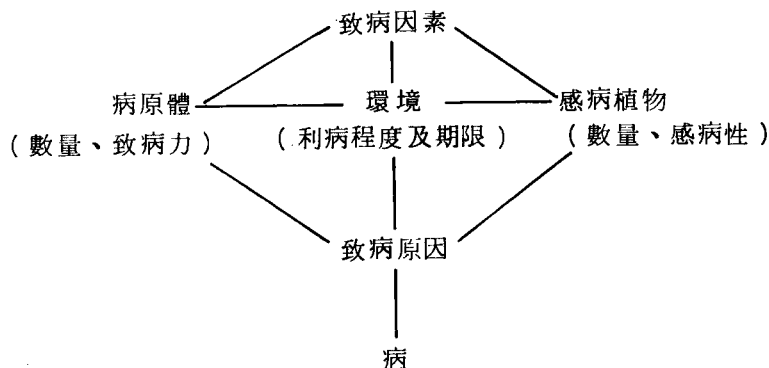 致病因素
病原體 環境 感病植物
(數量、致病力) (利病程度及期限) (數量、感病性)
致病原因
病